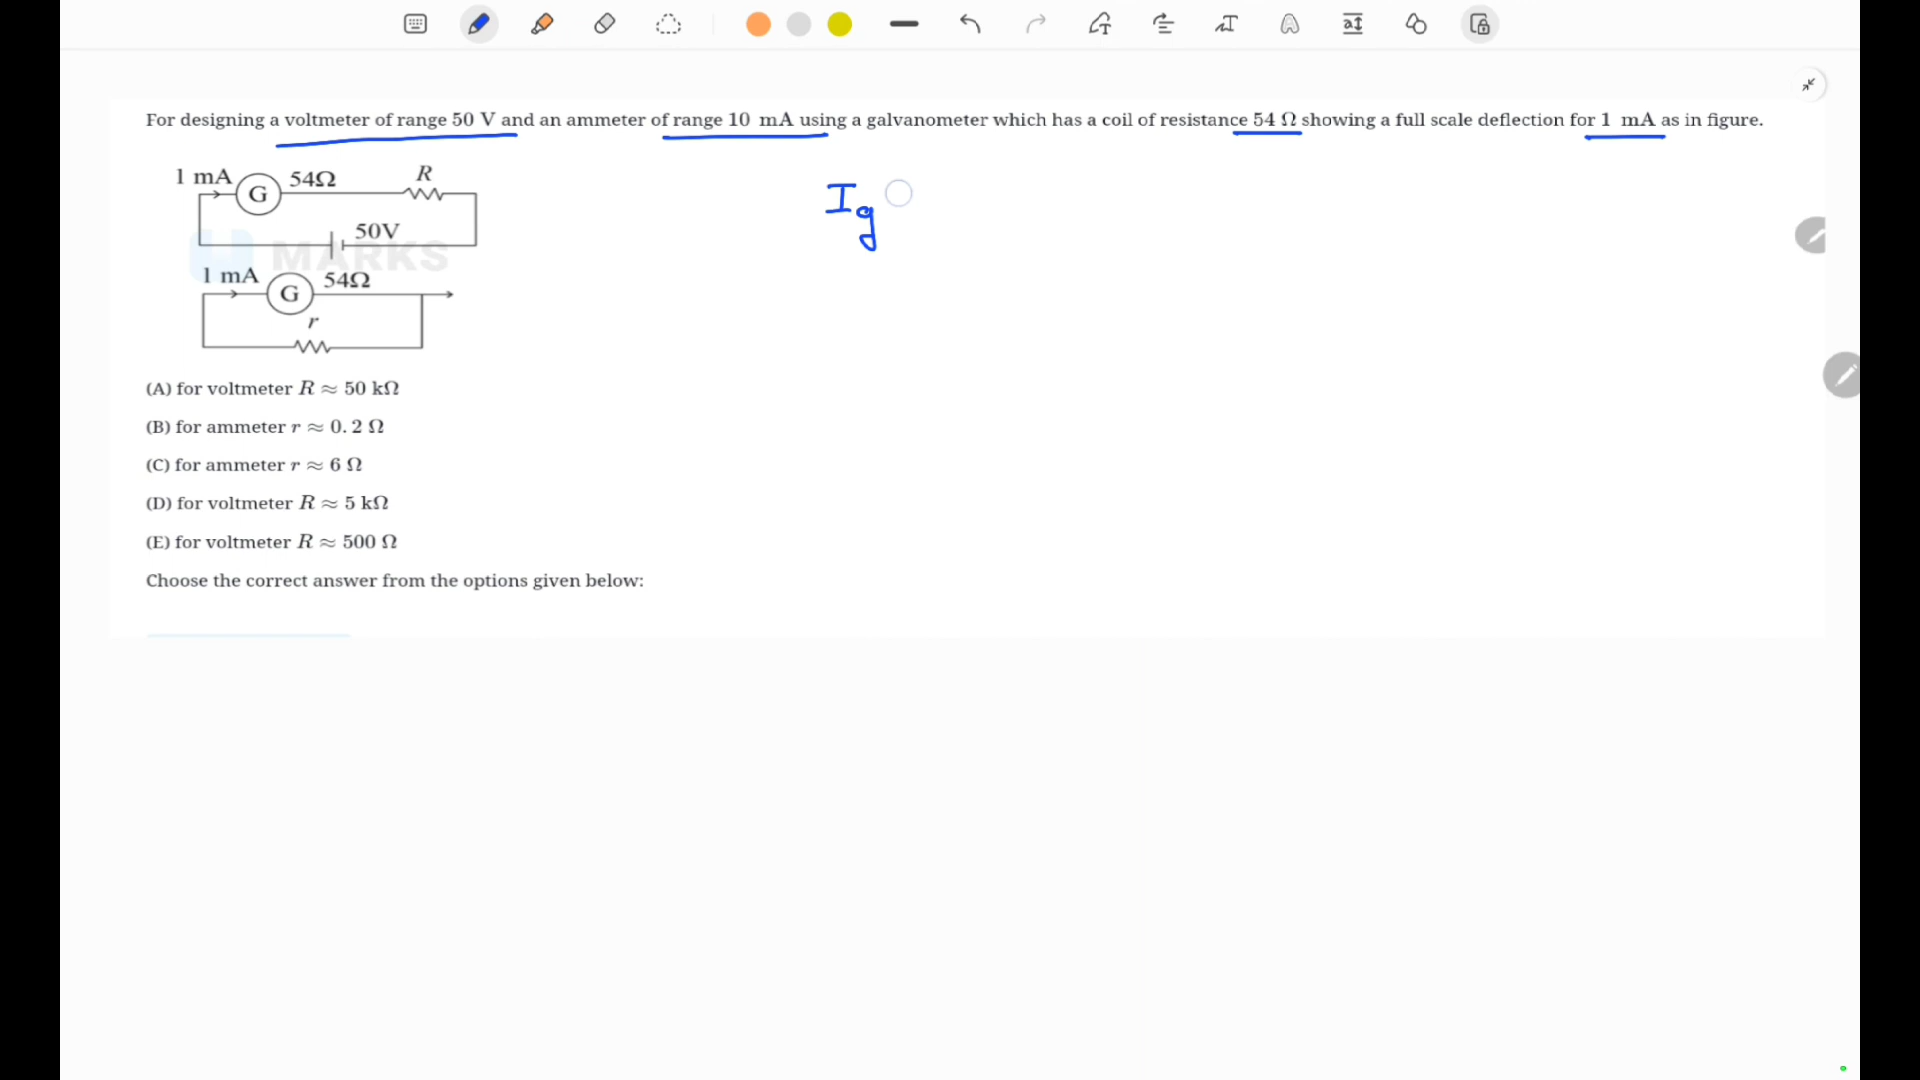 For designing a voltmeter of range 50 V and an ammeter of range 10 mA using a galvanometer which has a coil of resistance 54 Ω showing a full scale deflection for 1 mA as in figure.
1 mA G 54Ω R
50V
MARKS
1 mA G 54Ω
r
I_g
(A) for voltmeter R ≈ 50 kΩ
(B) for ammeter r ≈ 0.2 Ω
(C) for ammeter r ≈ 6 Ω
(D) for voltmeter R ≈ 5 kΩ
(E) for voltmeter R ≈ 500 Ω
Choose the correct answer from the options given below: